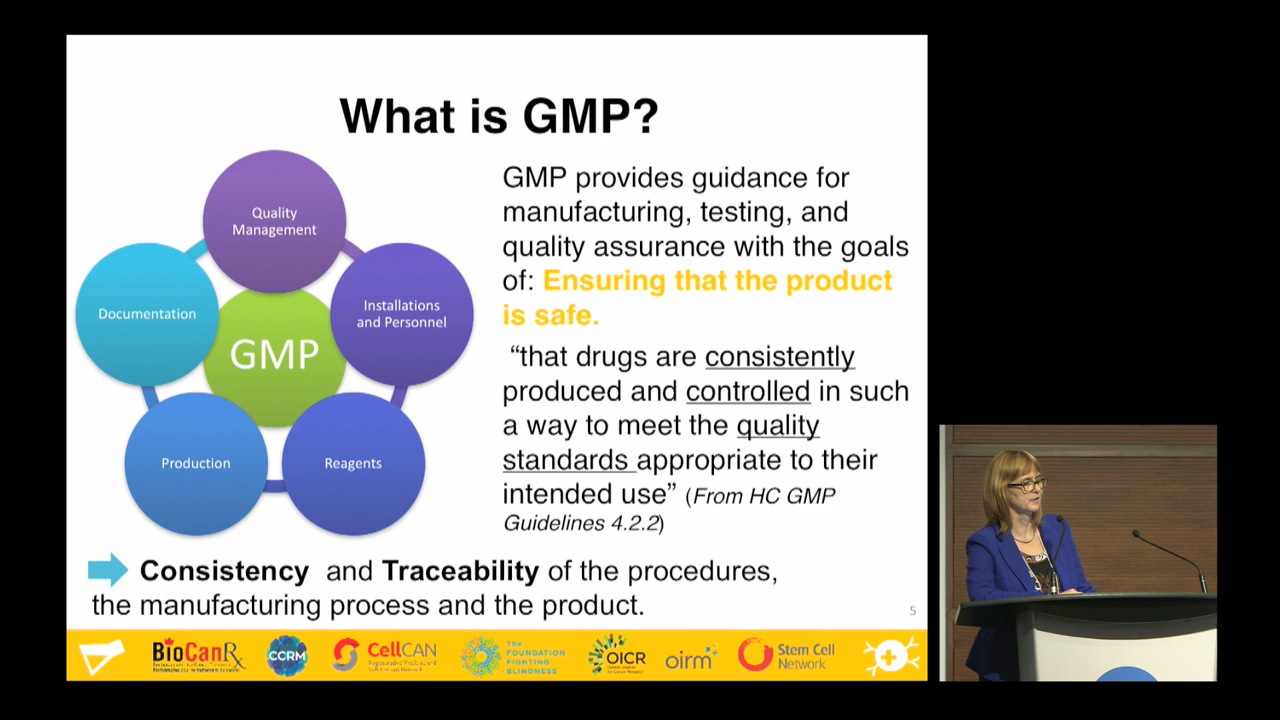 What is GMP?
Quality
Management
Documentation
Installations
and Personnel
GMP
Production
Reagents
GMP provides guidance for
manufacturing, testing, and
quality assurance with the goals
of: Ensuring that the product
is safe.
“that drugs are consistently
produced and controlled in such
a way to meet the quality
standards appropriate to their
intended use” (From HC GMP
Guidelines 4.2.2)
Consistency and Traceability of the procedures,
the manufacturing process and the product.
5
BioCanRx
CCRM
CellCAN
THE
FOUNDATION
FIGHTING
BLINDNESS
OICR
oirm
Stem Cell
Network